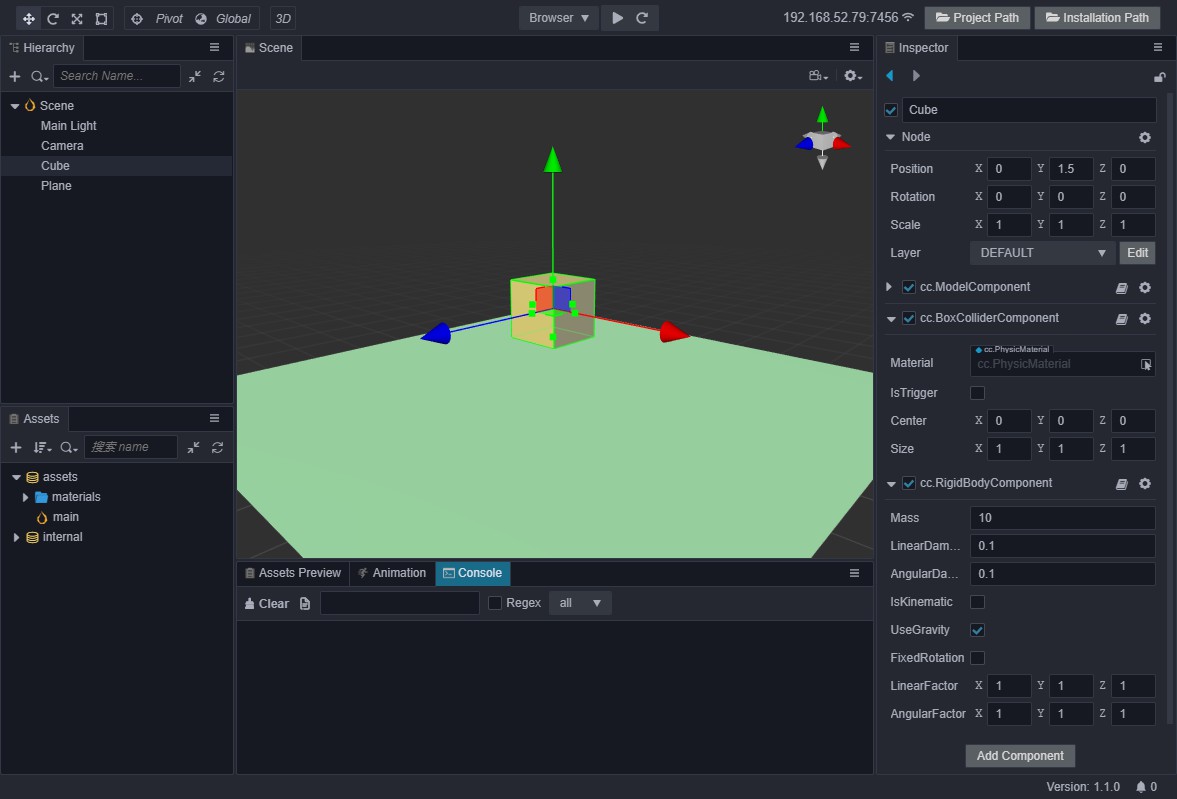 Pivot Global 3D Browser 192.168.52.79:7456 Project Path Installation Path
Hierarchy
Search Name...
Scene
Main Light
Camera
Cube
Plane
Assets
搜索 name
assets
materials
main
internal
Scene
Assets Preview Animation Console
Clear Regex all
Inspector
Cube
Node
Position X 0 Y 1.5 Z 0
Rotation X 0 Y 0 Z 0
Scale X 1 Y 1 Z 1
Layer DEFAULT Edit
cc.ModelComponent
cc.BoxColliderComponent
cc.PhysicMaterial
Material cc.PhysicMaterial
IsTrigger
Center X 0 Y 0 Z 0
Size X 1 Y 1 Z 1
cc.RigidBodyComponent
Mass 10
LinearDam... 0.1
AngularDa... 0.1
IsKinematic
UseGravity
FixedRotation
LinearFactor X 1 Y 1 Z 1
AngularFactor X 1 Y 1 Z 1
Add Component
Version: 1.1.0 0